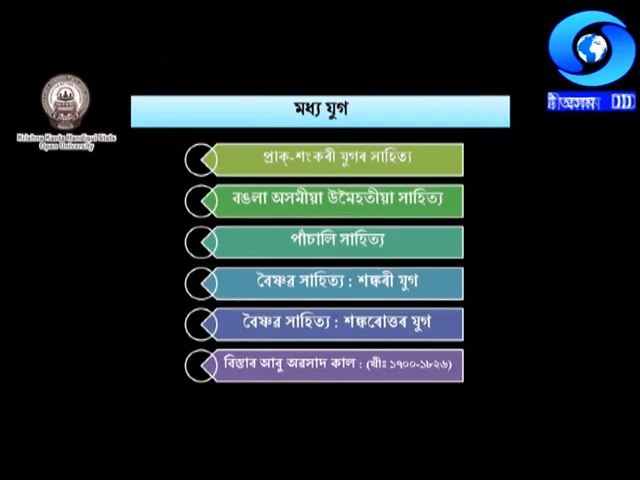 মধ্য যুগ
প্ৰাক্-শংকৰী যুগৰ সাহিত্য
ৰঙলা অসমীয়া উমৈহতীয়া সাহিত্য
পাঁচালি সাহিত্য
বৈষ্ণৱ সাহিত্য : শঙ্কৰী যুগ
বৈষ্ণৱ সাহিত্য : শঙ্কৰোত্তৰ যুগ
বিস্তাৰ আৰু অৱসাদ কাল : (খ্ৰীঃ ১৭০০-১৮২৬)
Krishna Kanta Handiqui State
Open University
অসম DD